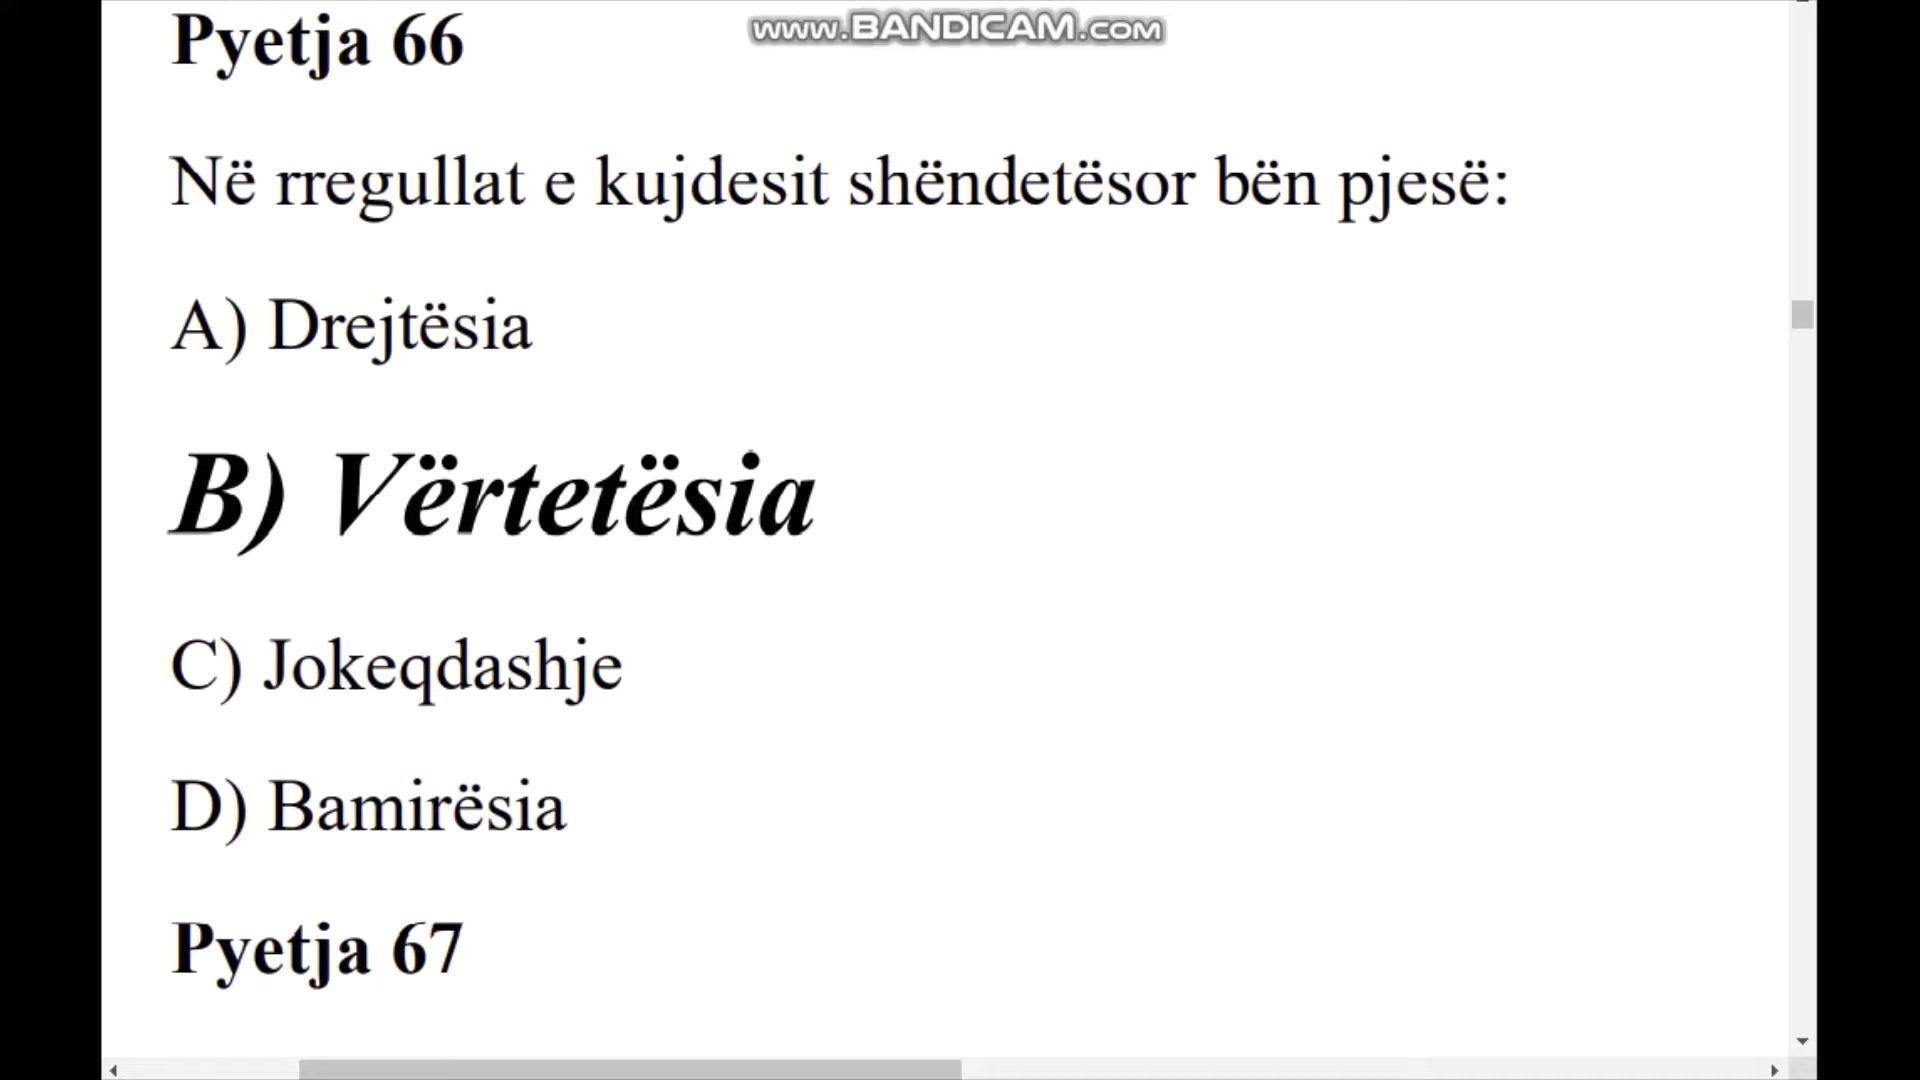 Pyetja 66
www.BANDICAM.com
Në rregullat e kujdesit shëndetësor bën pjesë:
A) Drejtësia
B) Vërtetësia
C) Jokeqdashje
D) Bamirësia
Pyetja 67